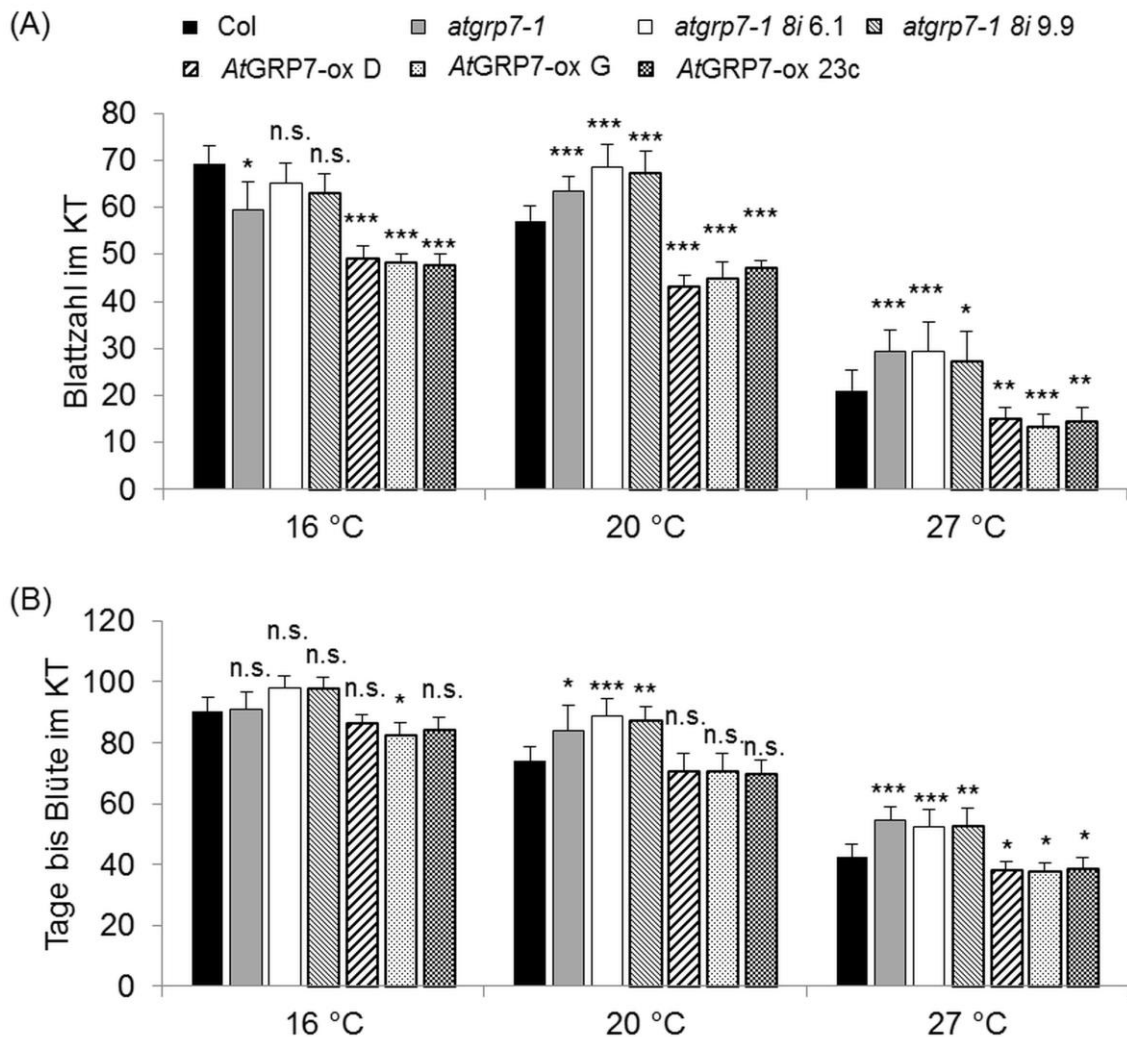 (A)
Col atgrp7-1 atgrp7-1 8i 6.1 atgrp7-1 8i 9.9
AtGRP7-ox D AtGRP7-ox G AtGRP7-ox 23c
Blattzahl im KT
80
70
60
50
40
30
20
10
0
* n.s. n.s. *** *** ***
*** *** *** *** *** ***
*** *** * ** *** **
16 °C 20 °C 27 °C
(B)
Tage bis Blüte im KT
120
100
80
60
40
20
0
n.s. n.s. n.s. n.s. * n.s.
* *** ** n.s. n.s. n.s.
*** *** ** * * *
16 °C 20 °C 27 °C